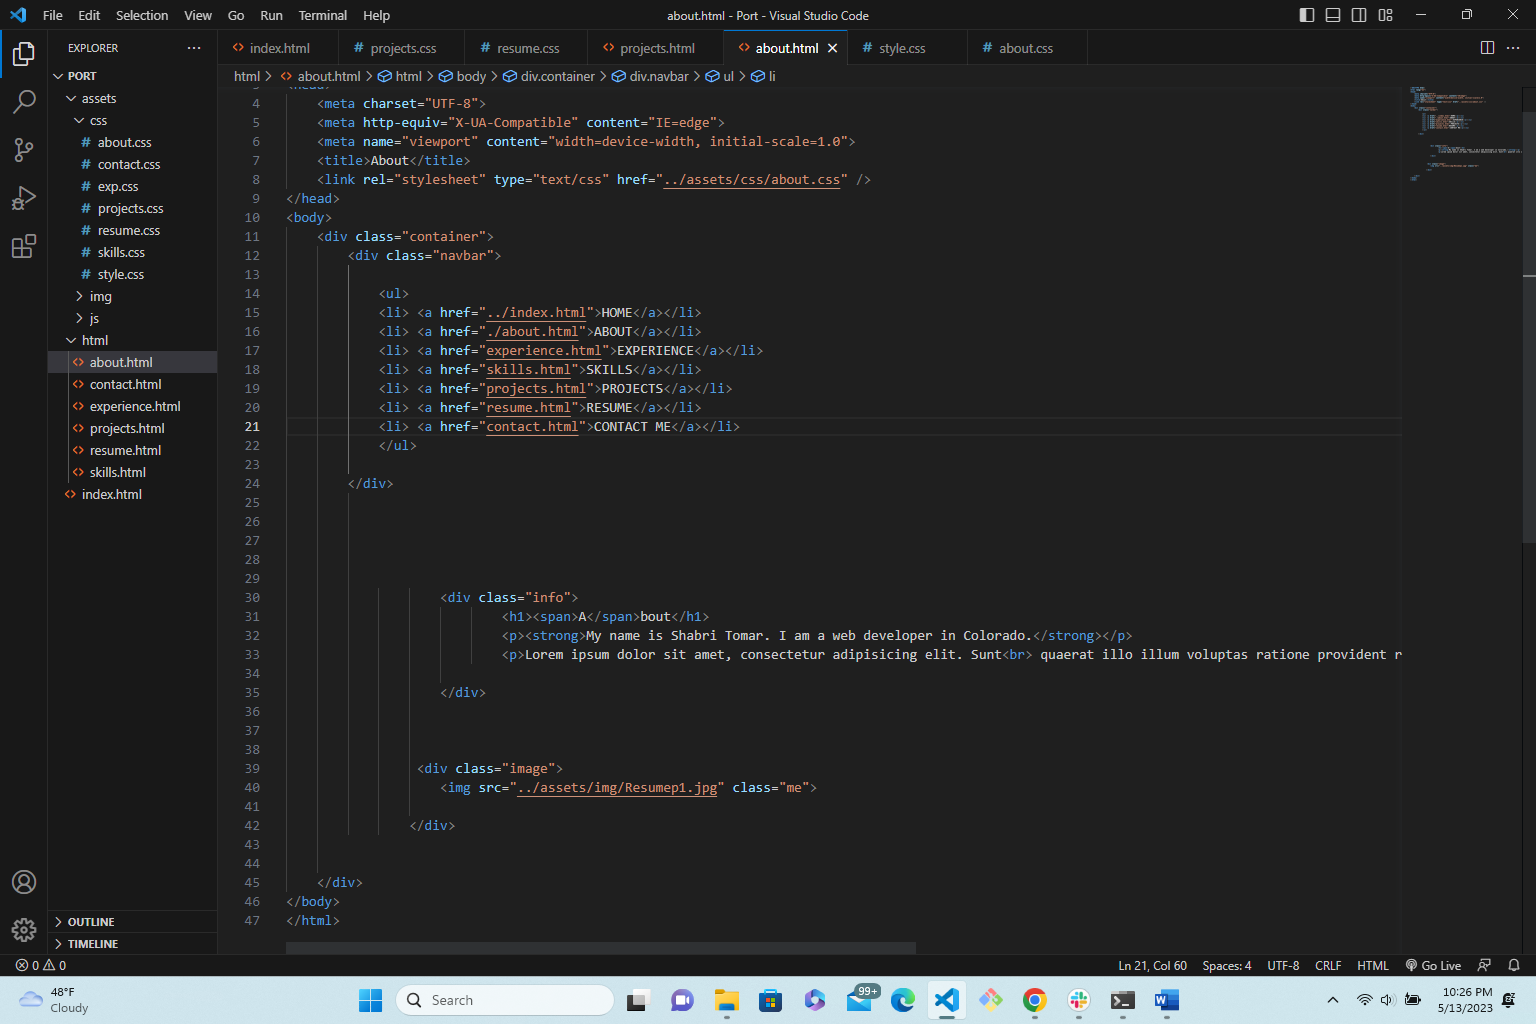 File Edit Selection View Go Run Terminal Help
about.html - Port - Visual Studio Code
EXPLORER
PORT
assets
css
about.css
contact.css
exp.css
projects.css
resume.css
skills.css
style.css
img
js
html
about.html
contact.html
experience.html
projects.html
resume.html
skills.html
index.html
OUTLINE
TIMELINE
index.html projects.css resume.css projects.html about.html style.css about.css
html > about.html > html > body > div.container > div.navbar > ul > li
3 <head>
4 <meta charset="UTF-8">
5 <meta http-equiv="X-UA-Compatible" content="IE=edge">
6 <meta name="viewport" content="width=device-width, initial-scale=1.0">
7 <title>About</title>
8 <link rel="stylesheet" type="text/css" href="../assets/css/about.css" />
9 </head>
10 <body>
11 <div class="container">
12 <div class="navbar">
13
14 <ul>
15 <li> <a href="../index.html">HOME</a></li>
16 <li> <a href="./about.html">ABOUT</a></li>
17 <li> <a href="experience.html">EXPERIENCE</a></li>
18 <li> <a href="skills.html">SKILLS</a></li>
19 <li> <a href="projects.html">PROJECTS</a></li>
20 <li> <a href="resume.html">RESUME</a></li>
21 <li> <a href="contact.html">CONTACT ME</a></li>
22 </ul>
23
24 </div>
25
26
27
28
29
30 <div class="info">
31 <h1><span>A</span>bout</h1>
32 <p><strong>My name is Shabri Tomar. I am a web developer in Colorado.</strong></p>
33 <p>Lorem ipsum dolor sit amet, consectetur adipisicing elit. Sunt<br> quaerat illo illum voluptas ratione provident r
34
35 </div>
36
37
38
39 <div class="image">
40 <img src="../assets/img/Resumep1.jpg" class="me">
41
42 </div>
43
44
45 </div>
46 </body>
47 </html>
0 0
Ln 21, Col 60 Spaces: 4 UTF-8 CRLF HTML Go Live
48°F
Cloudy
Search
99+
10:26 PM
5/13/2023